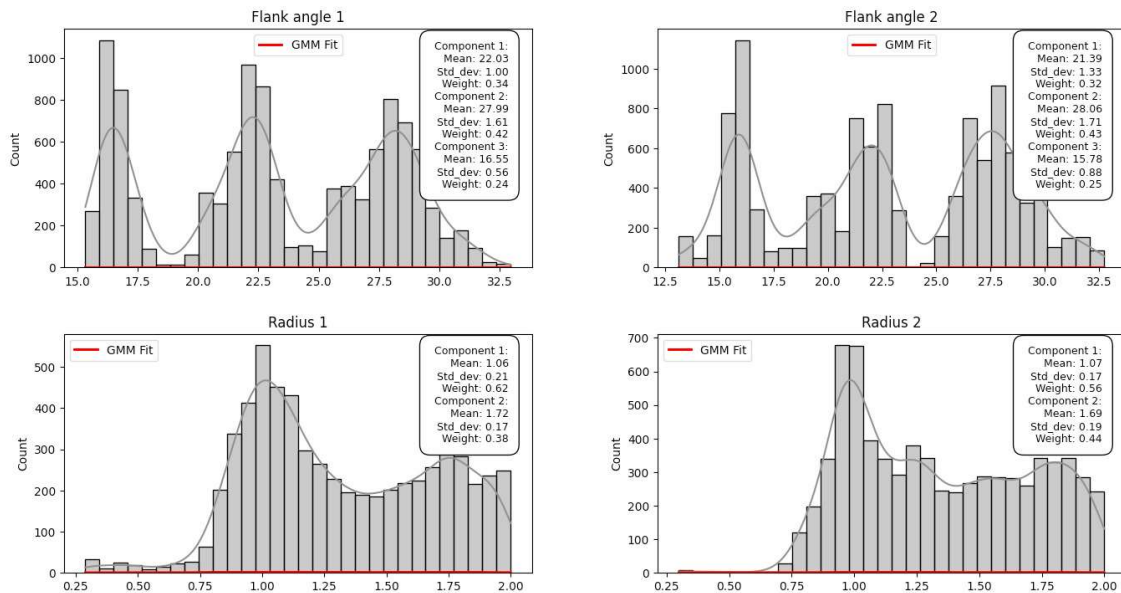 Flank angle 1
GMM Fit
Component 1:
Mean: 22.03
Std_dev: 1.00
Weight: 0.34
Component 2:
Mean: 27.99
Std_dev: 1.61
Weight: 0.42
Component 3:
Mean: 16.55
Std_dev: 0.56
Weight: 0.24
Count
1000
800
600
400
200
0
15.0 17.5 20.0 22.5 25.0 27.5 30.0 32.5
Flank angle 2
GMM Fit
Component 1:
Mean: 21.39
Std_dev: 1.33
Weight: 0.32
Component 2:
Mean: 28.06
Std_dev: 1.71
Weight: 0.43
Component 3:
Mean: 15.78
Std_dev: 0.88
Weight: 0.25
Count
1000
800
600
400
200
0
12.5 15.0 17.5 20.0 22.5 25.0 27.5 30.0 32.5
Radius 1
GMM Fit
Component 1:
Mean: 1.06
Std_dev: 0.21
Weight: 0.62
Component 2:
Mean: 1.72
Std_dev: 0.17
Weight: 0.38
Count
500
400
300
200
100
0
0.25 0.50 0.75 1.00 1.25 1.50 1.75 2.00
Radius 2
GMM Fit
Component 1:
Mean: 1.07
Std_dev: 0.17
Weight: 0.56
Component 2:
Mean: 1.69
Std_dev: 0.19
Weight: 0.44
Count
700
600
500
400
300
200
100
0
0.25 0.50 0.75 1.00 1.25 1.50 1.75 2.00